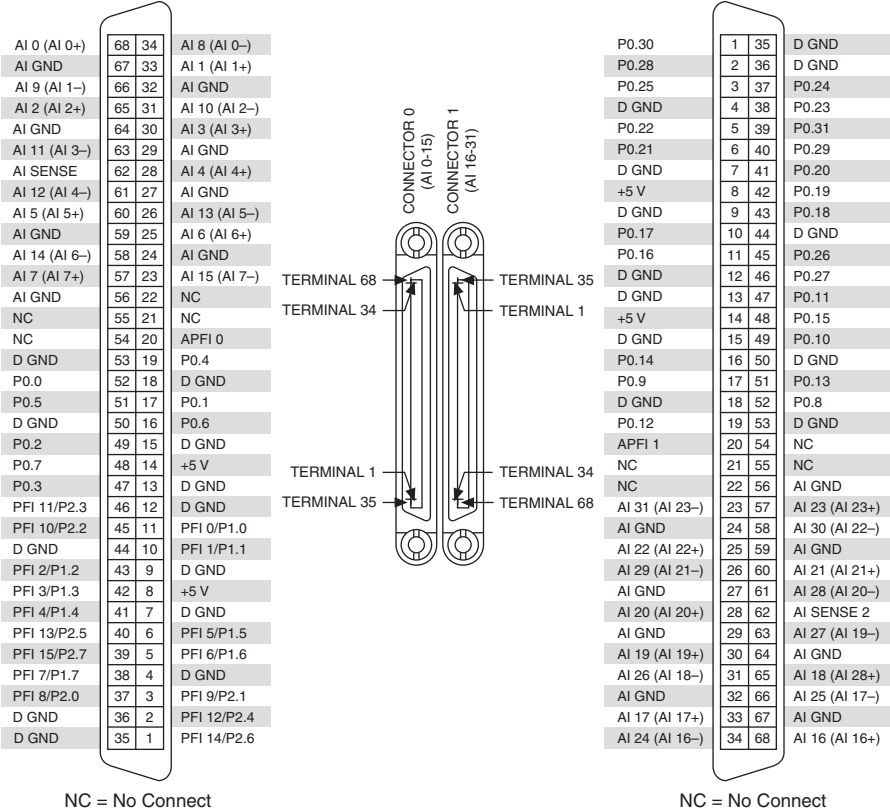 AI 0 (AI 0+) 68 34 AI 8 (AI 0–)
AI GND 67 33 AI 1 (AI 1+)
AI 9 (AI 1–) 66 32 AI GND
AI 2 (AI 2+) 65 31 AI 10 (AI 2–)
AI GND 64 30 AI 3 (AI 3+)
AI 11 (AI 3–) 63 29 AI GND
AI SENSE 62 28 AI 4 (AI 4+)
AI 12 (AI 4–) 61 27 AI GND
AI 5 (AI 5+) 60 26 AI 13 (AI 5–)
AI GND 59 25 AI 6 (AI 6+)
AI 14 (AI 6–) 58 24 AI GND
AI 7 (AI 7+) 57 23 AI 15 (AI 7–)
AI GND 56 22 NC
NC 55 21 NC
NC 54 20 APFI 0
D GND 53 19 P0.4
P0.0 52 18 D GND
P0.5 51 17 P0.1
D GND 50 16 P0.6
P0.2 49 15 D GND
P0.7 48 14 +5 V
P0.3 47 13 D GND
PFI 11/P2.3 46 12 D GND
PFI 10/P2.2 45 11 PFI 0/P1.0
D GND 44 10 PFI 1/P1.1
PFI 2/P1.2 43 9 D GND
PFI 3/P1.3 42 8 +5 V
PFI 4/P1.4 41 7 D GND
PFI 13/P2.5 40 6 PFI 5/P1.5
PFI 15/P2.7 39 5 PFI 6/P1.6
PFI 7/P1.7 38 4 D GND
PFI 8/P2.0 37 3 PFI 9/P2.1
D GND 36 2 PFI 12/P2.4
D GND 35 1 PFI 14/P2.6
NC = No Connect
CONNECTOR 0
(AI 0-15)
CONNECTOR 1
(AI 16-31)
TERMINAL 68
TERMINAL 35
TERMINAL 34
TERMINAL 1
TERMINAL 1
TERMINAL 34
TERMINAL 35
TERMINAL 68
P0.30 1 35 D GND
P0.28 2 36 D GND
P0.25 3 37 P0.24
D GND 4 38 P0.23
P0.22 5 39 P0.31
P0.21 6 40 P0.29
D GND 7 41 P0.20
+5 V 8 42 P0.19
D GND 9 43 P0.18
P0.17 10 44 D GND
P0.16 11 45 P0.26
D GND 12 46 P0.27
D GND 13 47 P0.11
+5 V 14 48 P0.15
D GND 15 49 P0.10
P0.14 16 50 D GND
P0.9 17 51 P0.13
D GND 18 52 P0.8
P0.12 19 53 D GND
APFI 1 20 54 NC
NC 21 55 NC
NC 22 56 AI GND
AI 31 (AI 23–) 23 57 AI 23 (AI 23+)
AI GND 24 58 AI 30 (AI 22–)
AI 22 (AI 22+) 25 59 AI GND
AI 29 (AI 21–) 26 60 AI 21 (AI 21+)
AI GND 27 61 AI 28 (AI 20–)
AI 20 (AI 20+) 28 62 AI SENSE 2
AI GND 29 63 AI 27 (AI 19–)
AI 19 (AI 19+) 30 64 AI GND
AI 26 (AI 18–) 31 65 AI 18 (AI 28+)
AI GND 32 66 AI 25 (AI 17–)
AI 17 (AI 17+) 33 67 AI GND
AI 24 (AI 16–) 34 68 AI 16 (AI 16+)
NC = No Connect